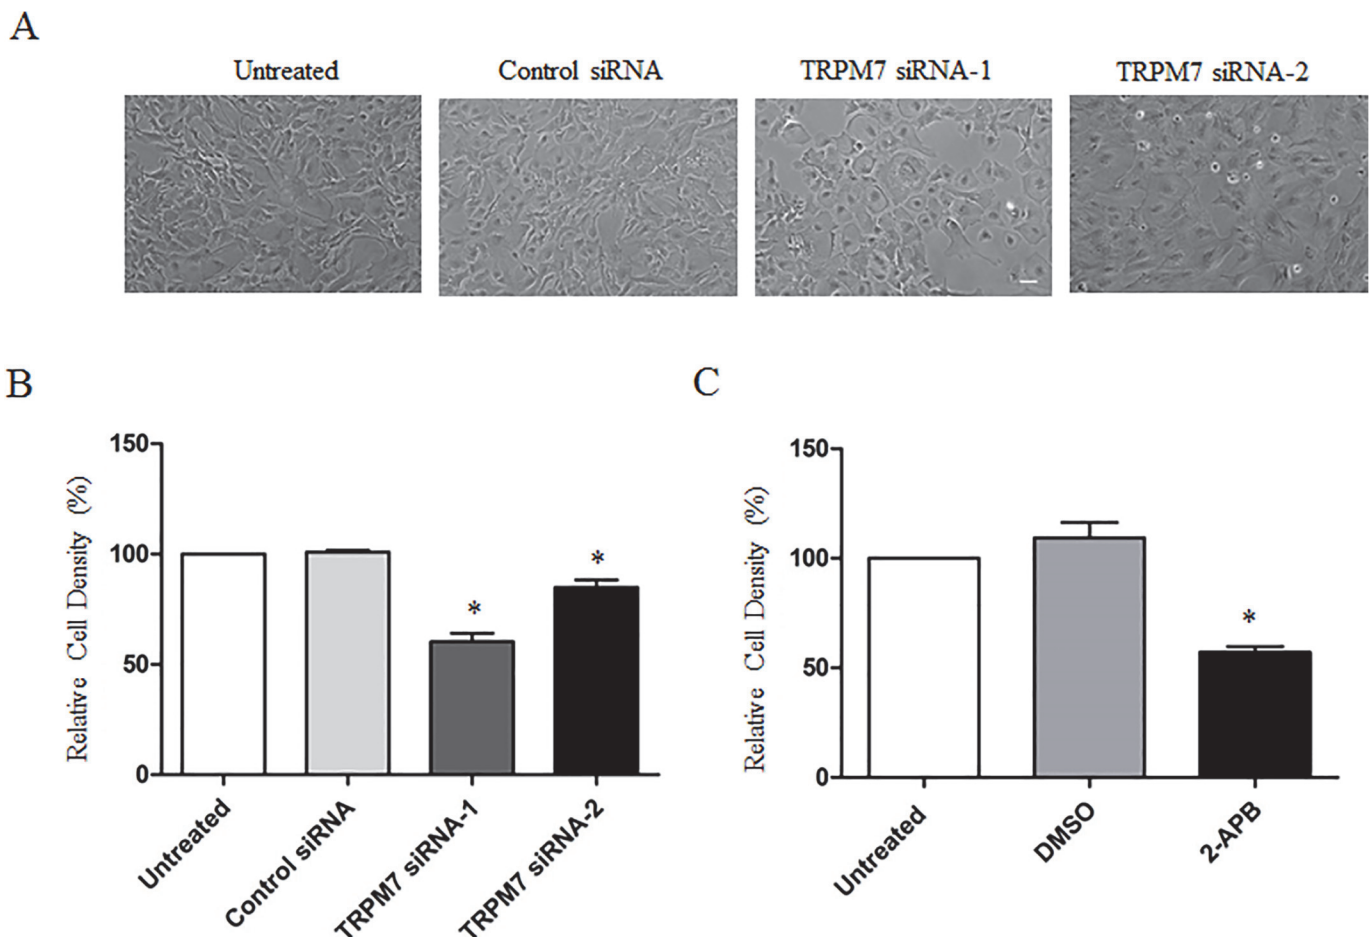 A
Untreated
Control siRNA
TRPM7 siRNA-1
TRPM7 siRNA-2
B
Relative Cell Density (%)
150
100
50
0
*
*
Untreated
Control siRNA
TRPM7 siRNA-1
TRPM7 siRNA-2
C
Relative Cell Density (%)
150
100
50
0
*
Untreated
DMSO
2-APB